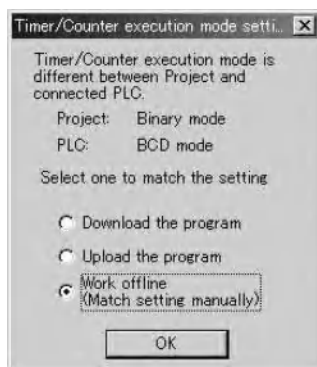 Timer/Counter execution mode setti...
Timer/Counter execution mode is
different between Project and
connected PLC.
Project: Binary mode
PLC: BCD mode
Select one to match the setting
Download the program
Upload the program
Work offline
(Match setting manually)
OK